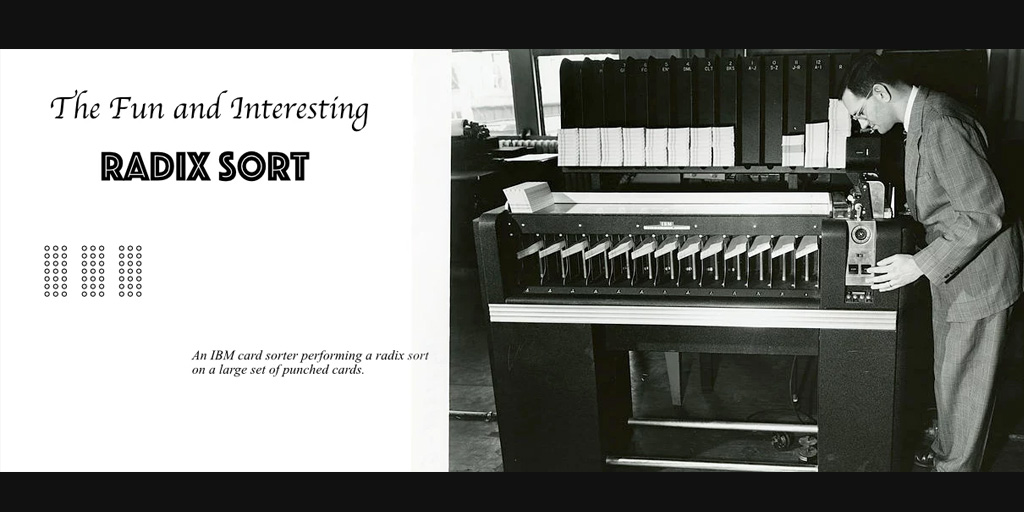 The Fun and Interesting
RADIX SORT
An IBM card sorter performing a radix sort
on a large set of punched cards.
IBM